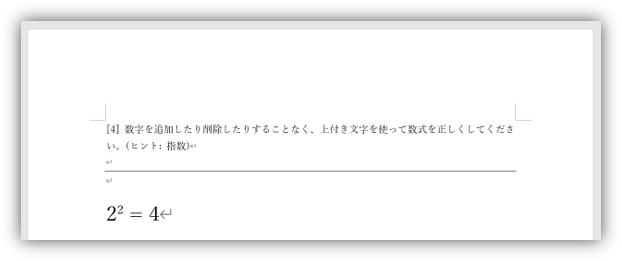 [4] 数字を追加したり削除したりすることなく、上付き文字を使って数式を正しくしてくださ
い。(ヒント: 指数)↵
↵
↵
2² = 4↵